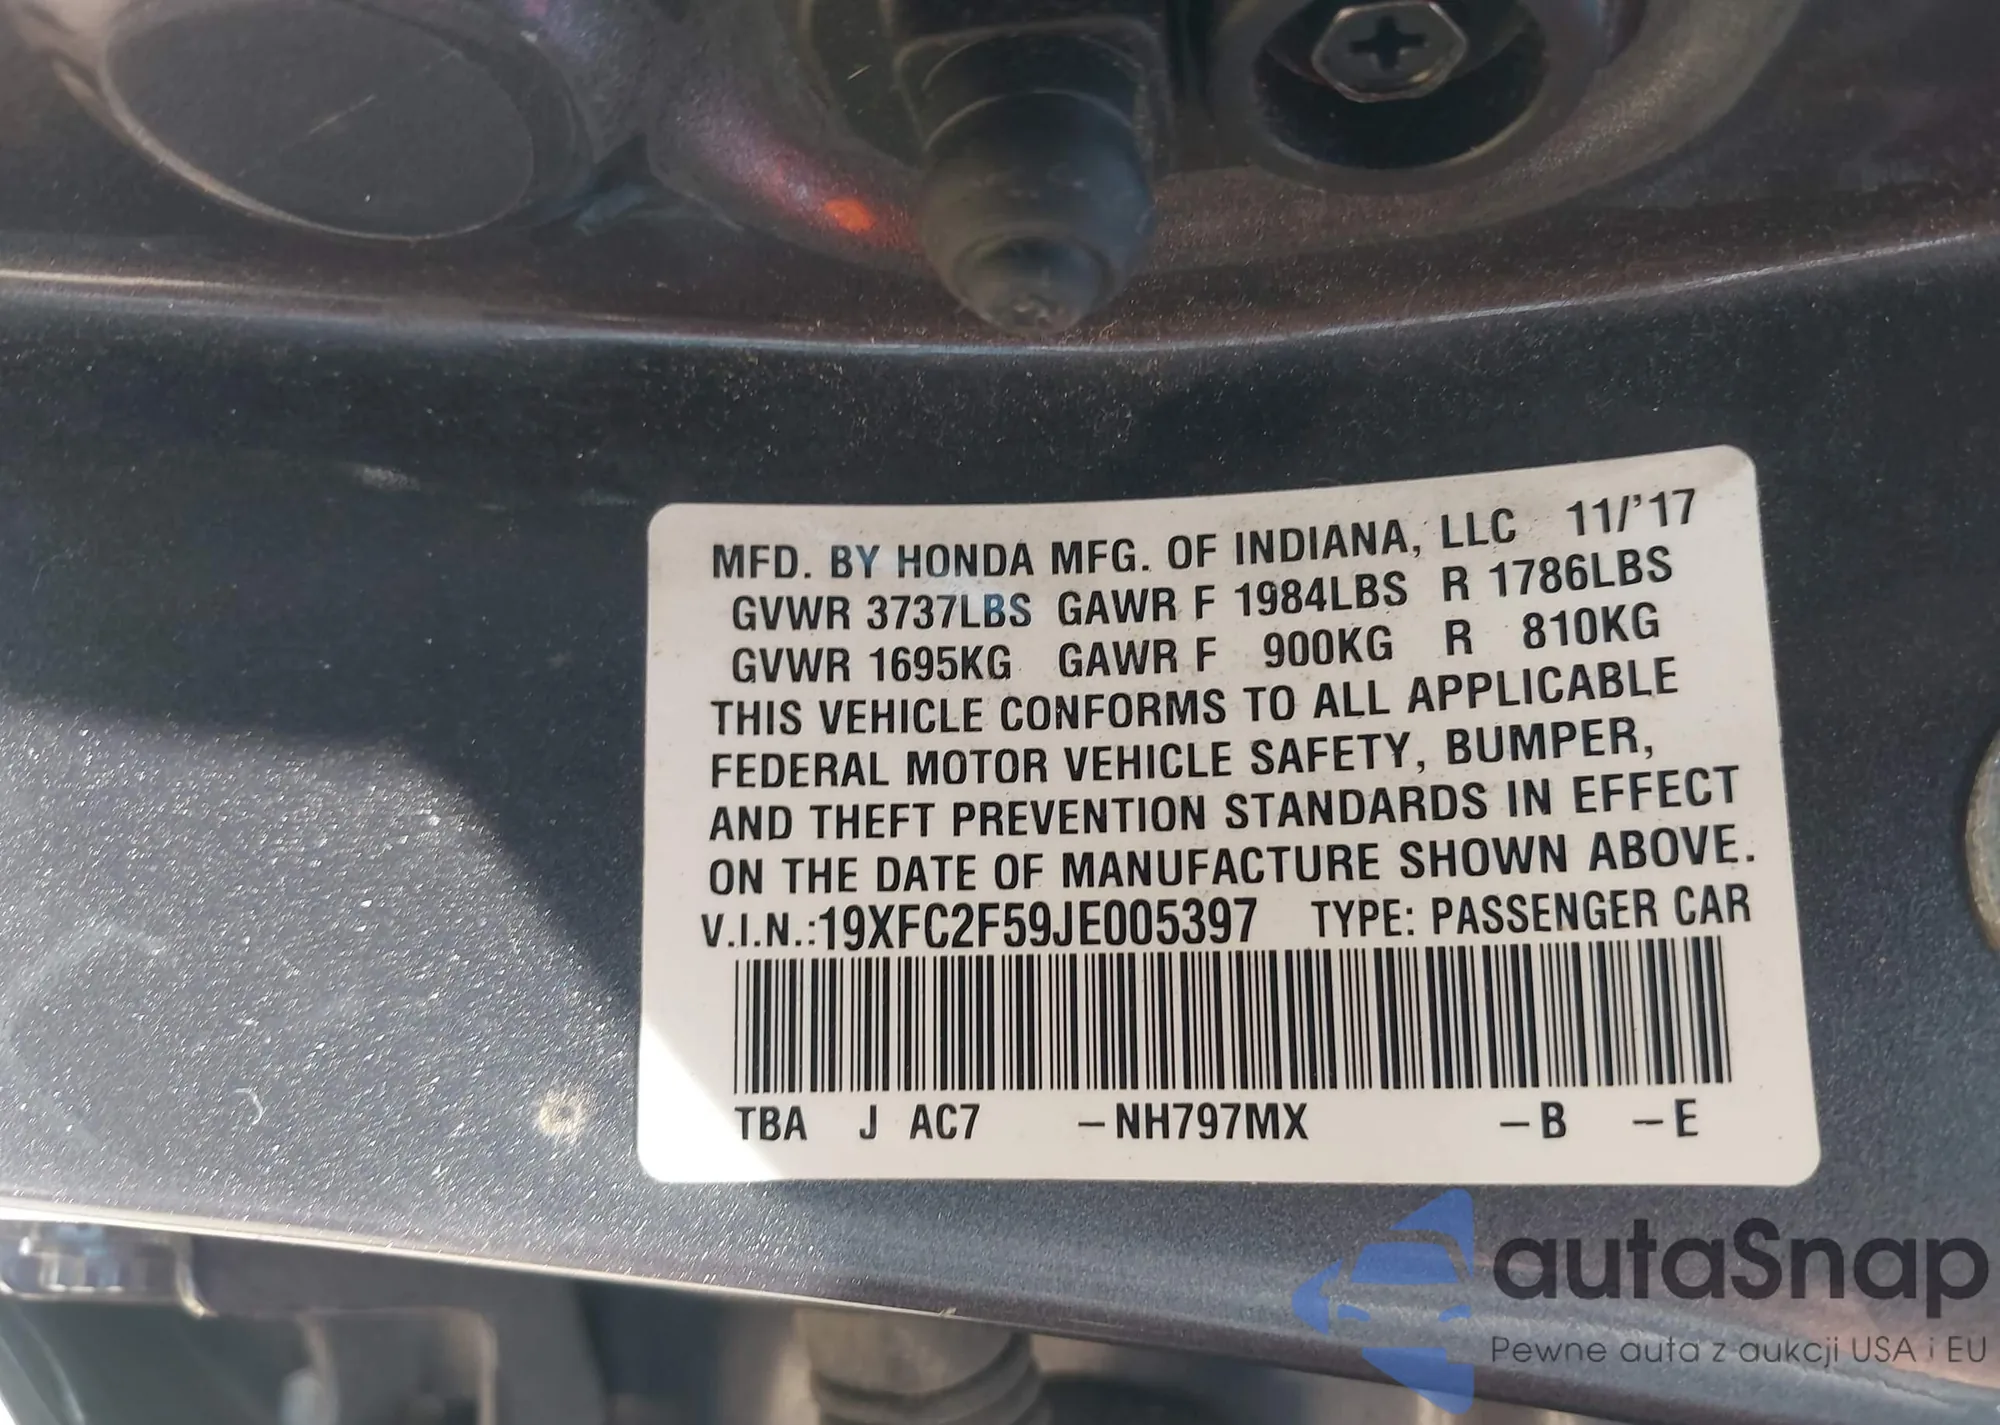 MFD. BY HONDA MFG. OF INDIANA, LLC 11/'17
GVWR 3737LBS GAWR F 1984LBS R 1786LBS
GVWR 1695KG GAWR F 900KG R 810KG
THIS VEHICLE CONFORMS TO ALL APPLICABLE
FEDERAL MOTOR VEHICLE SAFETY, BUMPER,
AND THEFT PREVENTION STANDARDS IN EFFECT
ON THE DATE OF MANUFACTURE SHOWN ABOVE.
V.I.N.:19XFC2F59JE005397 TYPE: PASSENGER CAR
TBA J AC7 –NH797MX –B –E
autaSnap
Pewne auta z aukcji USA i EU